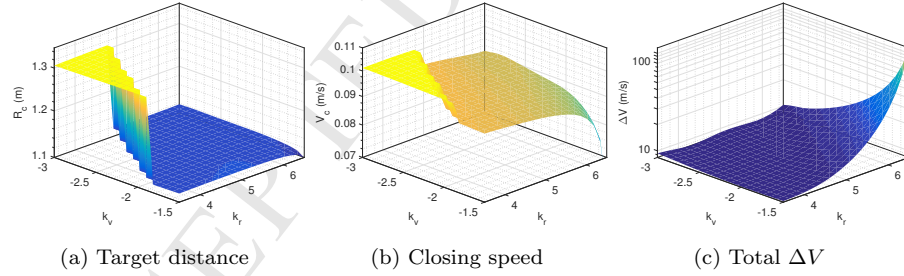 1.3
1.2
1.1
R_c (m)
-3
-2.5
-2
-1.5
k_v
4
5
6
k_r
0.11
0.1
0.09
0.08
0.07
V_c (m/s)
-3
-2.5
-2
-1.5
k_v
4
5
6
k_r
100
10
ΔV (m/s)
-3
-2.5
-2
-1.5
k_v
4
5
6
k_r
(a) Target distance
(b) Closing speed
(c) Total ΔV